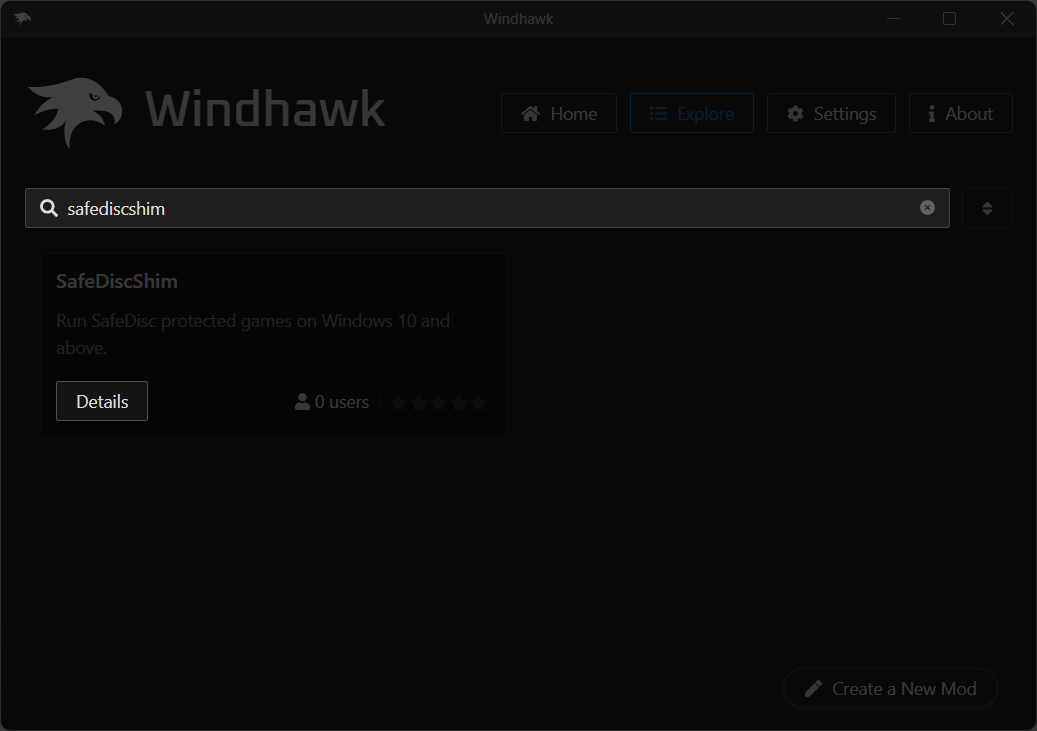 Windhawk
Windhawk
Home
Explore
Settings
About
safediscshim
SafeDiscShim
Run SafeDisc protected games on Windows 10 and
above.
Details
0 users
Create a New Mod